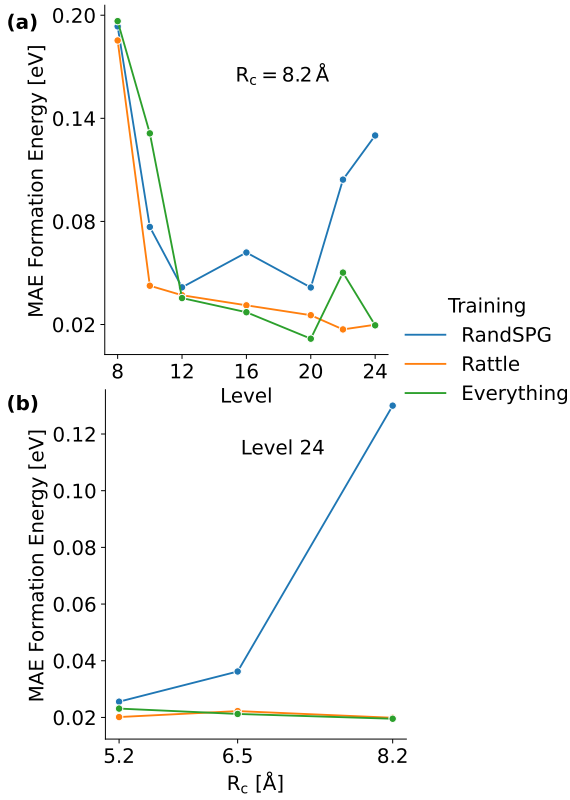 (a)
0.20
0.14
0.08
0.02
MAE Formation Energy [eV]
R_c = 8.2 Å
8
12
16
20
24
Level
Training
RandSPG
Rattle
Everything
(b)
0.12
0.10
0.08
0.06
0.04
0.02
MAE Formation Energy [eV]
Level 24
5.2
6.5
8.2
R_c [Å]